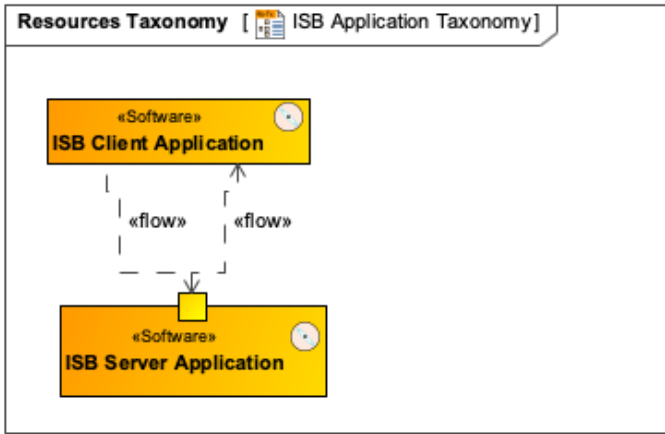 Resources Taxonomy [ ISB Application Taxonomy]
«Software»
ISB Client Application
«flow» «flow»
«Software»
ISB Server Application